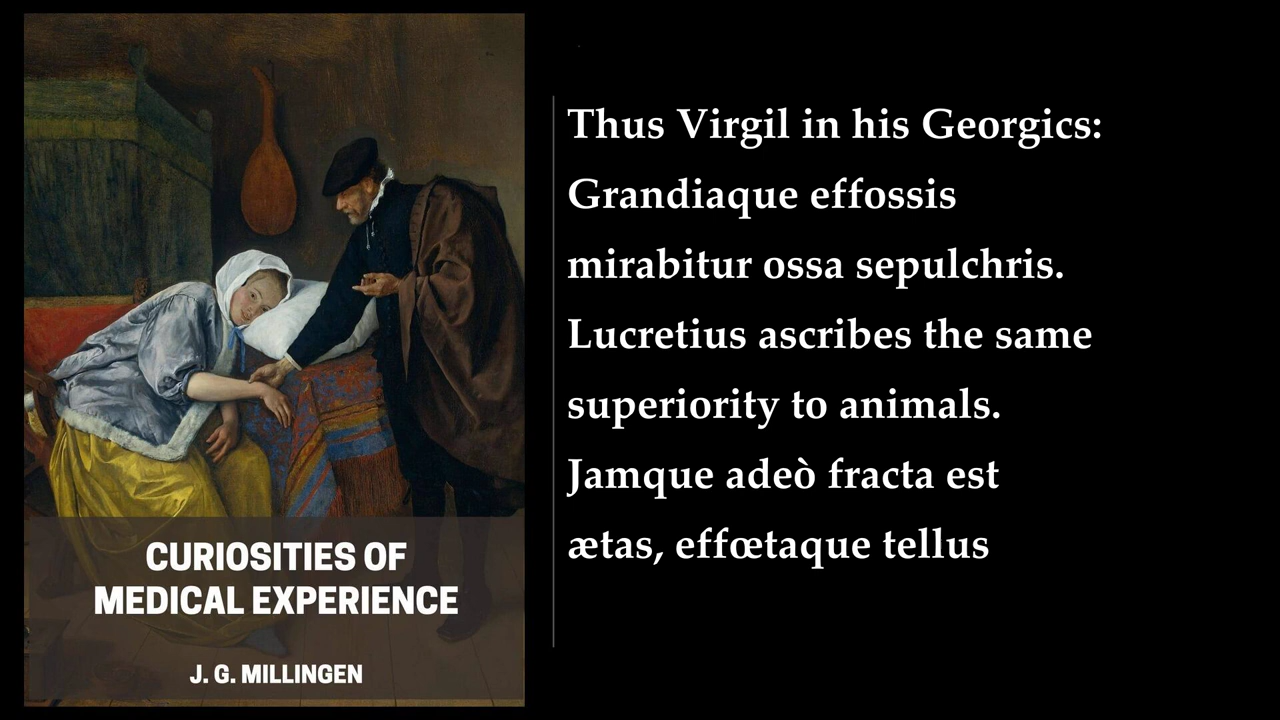 CURIOSITIES OF
MEDICAL EXPERIENCE
J. G. MILLINGEN
Thus Virgil in his Georgics:
Grandiaque effossis
mirabitur ossa sepulchris.
Lucretius ascribes the same
superiority to animals.
Jamque adeò fracta est
ætas, effœtaque tellus